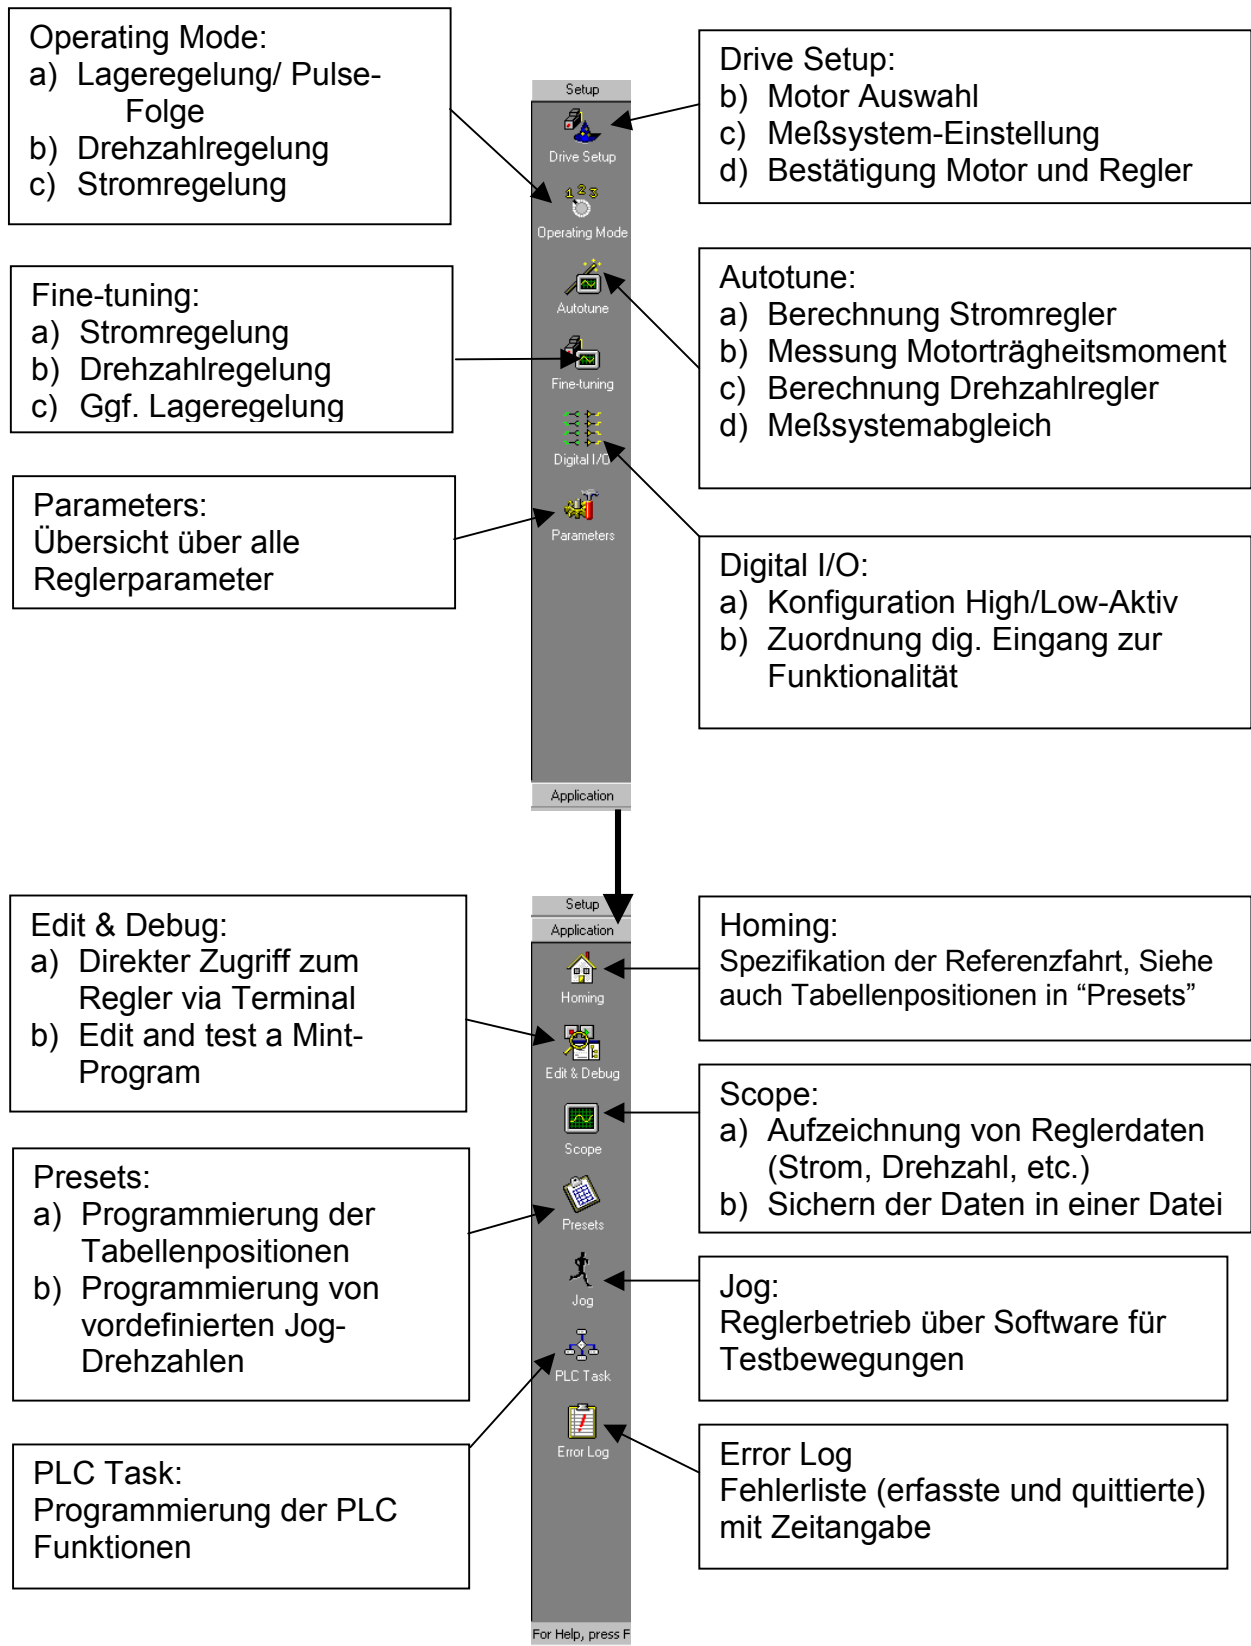 Operating Mode:
a) Lageregelung/ Pulse-
Folge
b) Drehzahlregelung
c) Stromregelung
Fine-tuning:
a) Stromregelung
b) Drehzahlregelung
c) Ggf. Lageregelung
Parameters:
Übersicht über alle
Reglerparameter
Setup
Drive Setup
1 2 3
Operating Mode
Autotune
Fine-tuning
Digital I/O
Parameters
Application
Drive Setup:
b) Motor Auswahl
c) Meßsystem-Einstellung
d) Bestätigung Motor und Regler
Autotune:
a) Berechnung Stromregler
b) Messung Motorträgheitsmoment
c) Berechnung Drehzahlregler
d) Meßsystemabgleich
Digital I/O:
a) Konfiguration High/Low-Aktiv
b) Zuordnung dig. Eingang zur
Funktionalität
Edit & Debug:
a) Direkter Zugriff zum
Regler via Terminal
b) Edit and test a Mint-
Program
Presets:
a) Programmierung der
Tabellenpositionen
b) Programmierung von
vordefinierten Jog-
Drehzahlen
PLC Task:
Programmierung der PLC
Funktionen
Setup
Application
Homing
Edit & Debug
Scope
Presets
Jog
PLC Task
Error Log
For Help, press F
Homing:
Spezifikation der Referenzfahrt, Siehe
auch Tabellenpositionen in “Presets”
Scope:
a) Aufzeichnung von Reglerdaten
(Strom, Drehzahl, etc.)
b) Sichern der Daten in einer Datei
Jog:
Reglerbetrieb über Software für
Testbewegungen
Error Log
Fehlerliste (erfasste und quittierte)
mit Zeitangabe